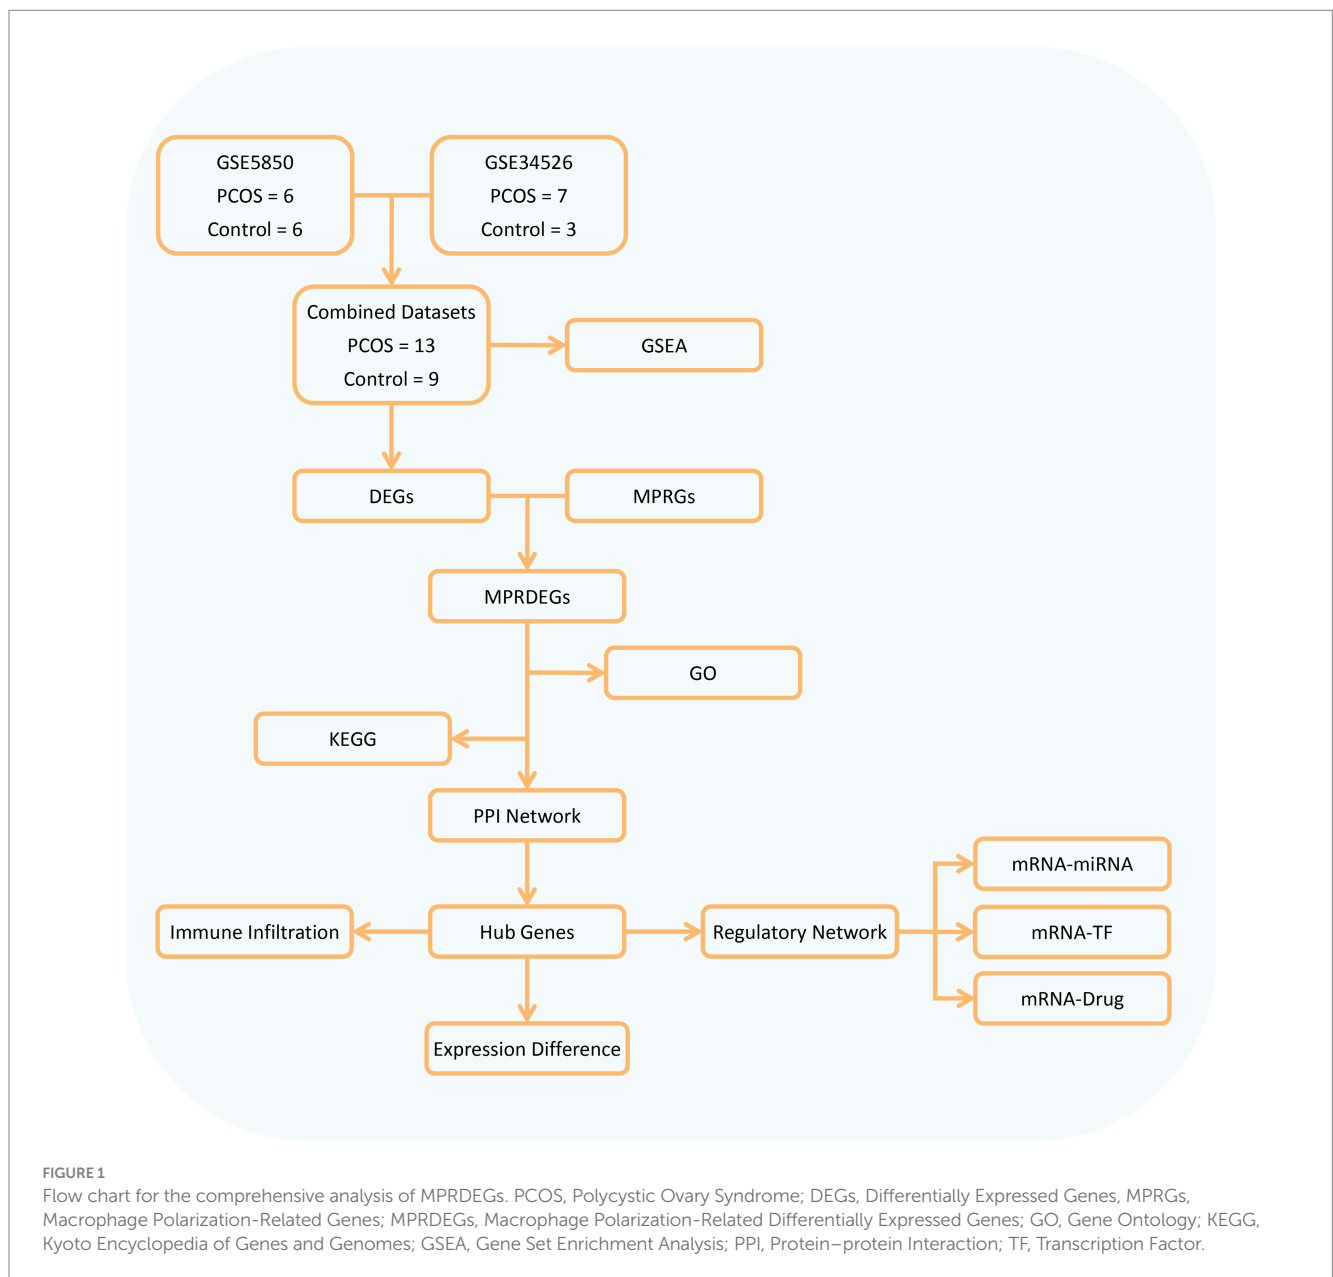 GSE5850
PCOS = 6
Control = 6
GSE34526
PCOS = 7
Control = 3
Combined Datasets
PCOS = 13
Control = 9
GSEA
DEGs
MPRGs
MPRDEGs
GO
KEGG
PPI Network
mRNA-miRNA
Immune Infiltration
Hub Genes
Regulatory Network
mRNA-TF
mRNA-Drug
Expression Difference
FIGURE 1
Flow chart for the comprehensive analysis of MPRDEGs. PCOS, Polycystic Ovary Syndrome; DEGs, Differentially Expressed Genes, MPRGs,
Macrophage Polarization-Related Genes; MPRDEGs, Macrophage Polarization-Related Differentially Expressed Genes; GO, Gene Ontology; KEGG,
Kyoto Encyclopedia of Genes and Genomes; GSEA, Gene Set Enrichment Analysis; PPI, Protein–protein Interaction; TF, Transcription Factor.